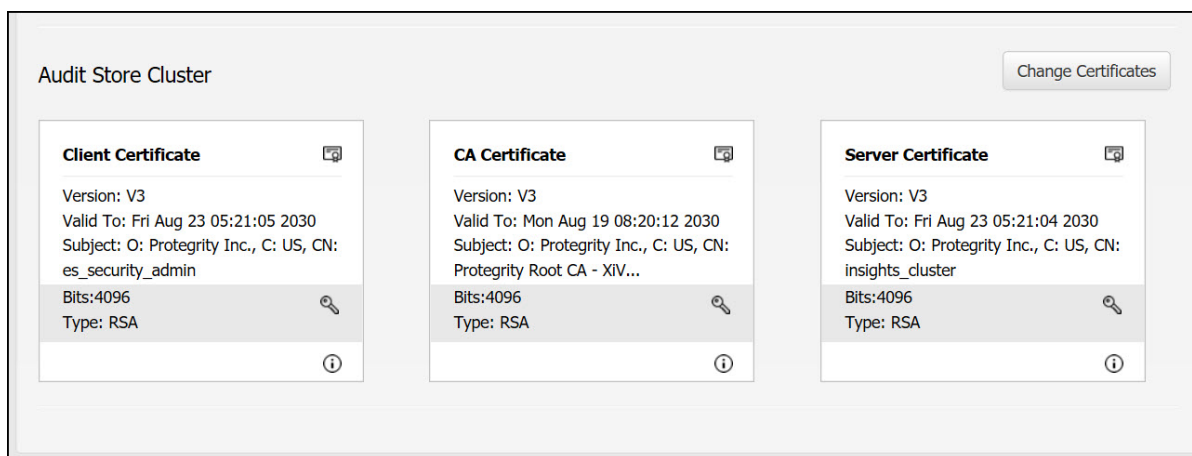 Audit Store Cluster
Change Certificates
Client Certificate
Version: V3
Valid To: Fri Aug 23 05:21:05 2030
Subject: O: Protegrity Inc., C: US, CN:
es_security_admin
Bits:4096
Type: RSA
CA Certificate
Version: V3
Valid To: Mon Aug 19 08:20:12 2030
Subject: O: Protegrity Inc., C: US, CN:
Protegrity Root CA - XiV...
Bits:4096
Type: RSA
Server Certificate
Version: V3
Valid To: Fri Aug 23 05:21:04 2030
Subject: O: Protegrity Inc., C: US, CN:
insights_cluster
Bits:4096
Type: RSA